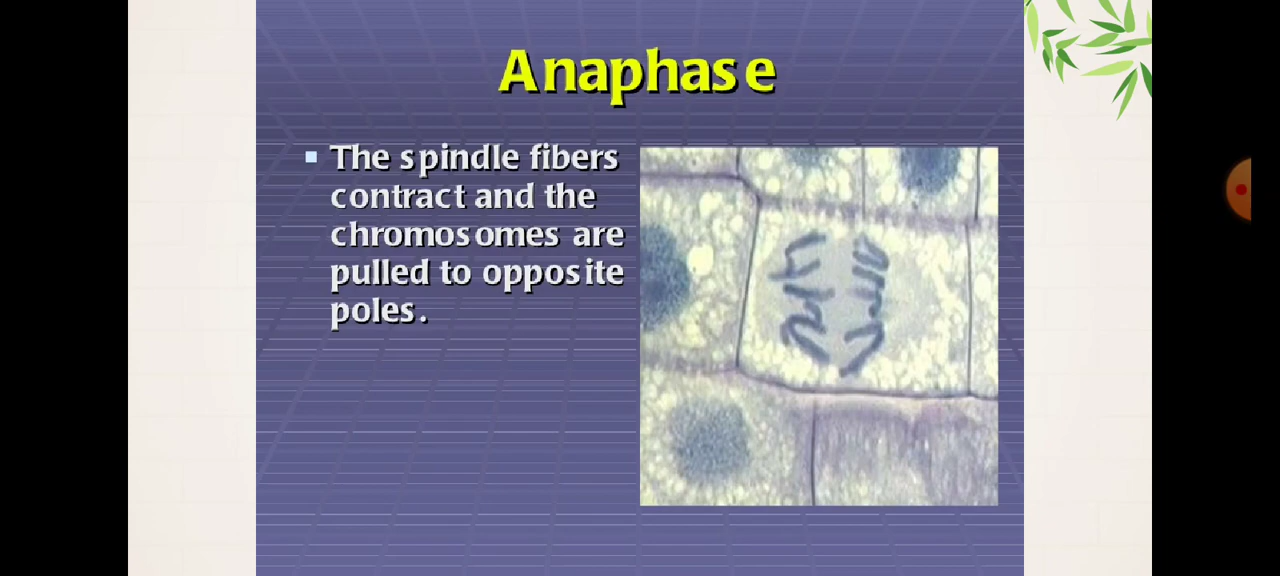 Anaphase
The spindle fibers
contract and the
chromosomes are
pulled to opposite
poles.